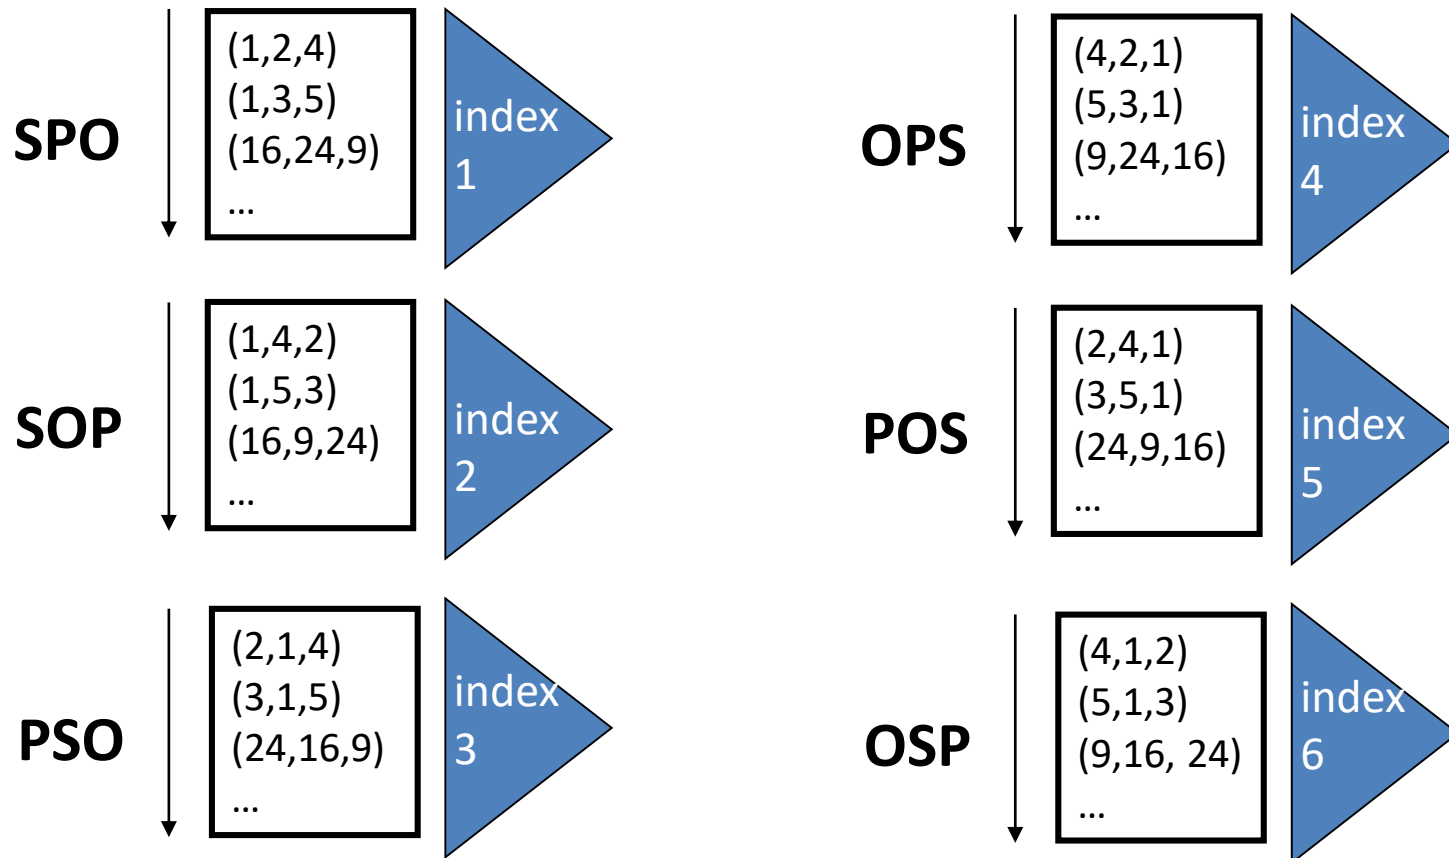 SPO
(1,2,4)
(1,3,5)
(16,24,9)
...
index
1
OPS
(4,2,1)
(5,3,1)
(9,24,16)
...
index
4
SOP
(1,4,2)
(1,5,3)
(16,9,24)
...
index
2
POS
(2,4,1)
(3,5,1)
(24,9,16)
...
index
5
PSO
(2,1,4)
(3,1,5)
(24,16,9)
...
index
3
OSP
(4,1,2)
(5,1,3)
(9,16, 24)
...
index
6